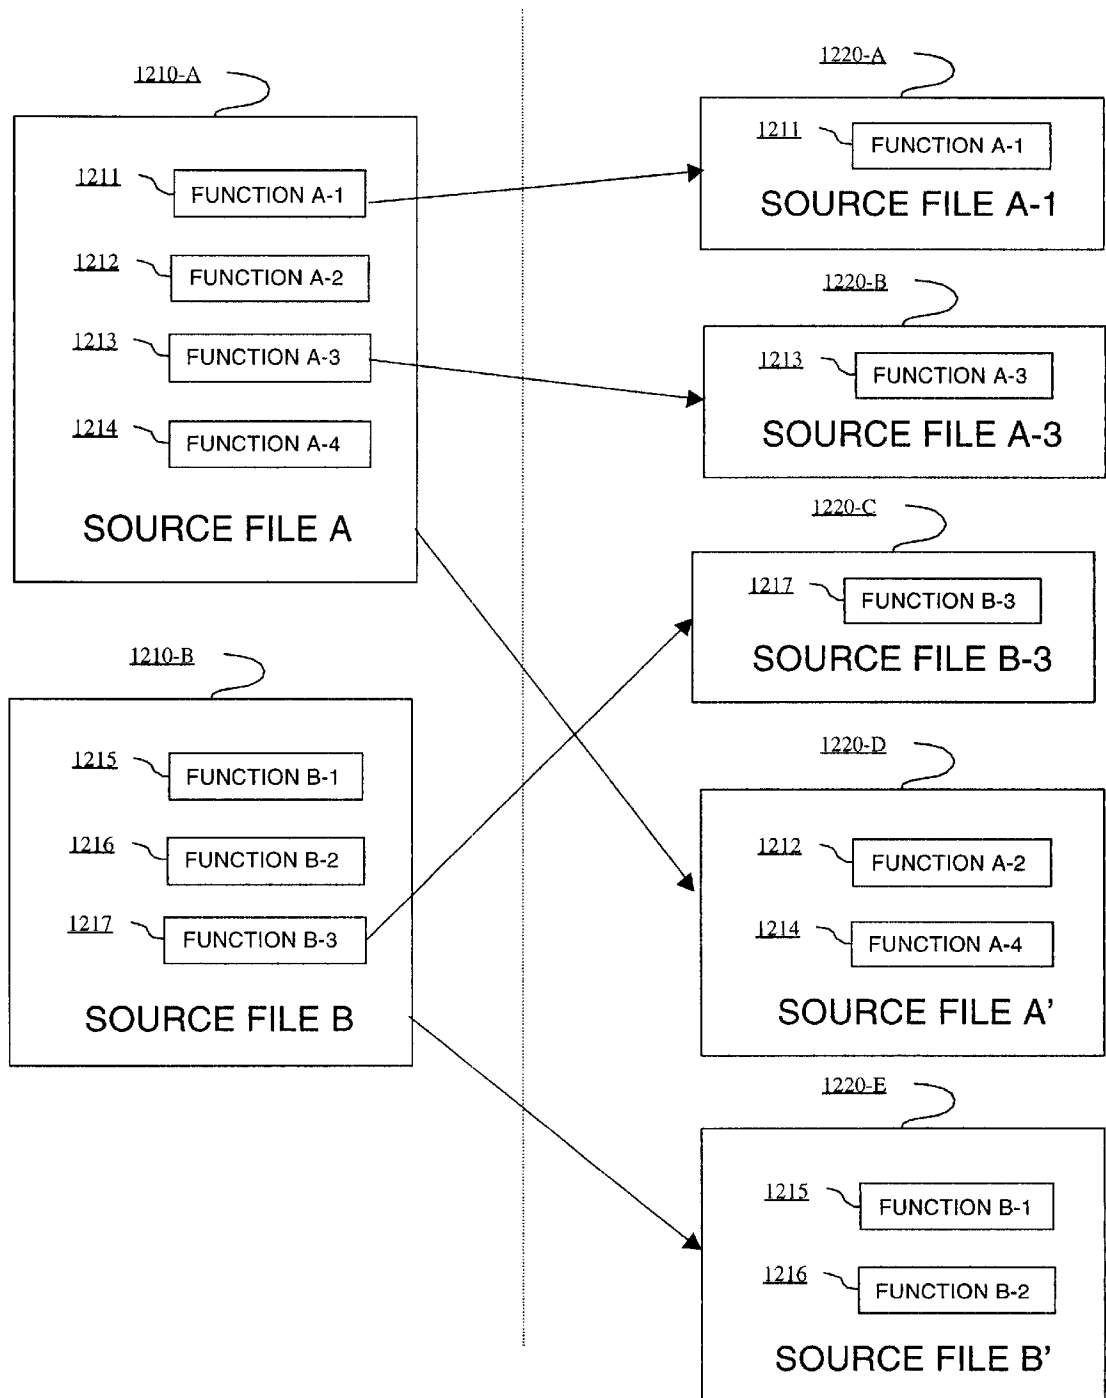 1210-A
1211
FUNCTION A-1
1212
FUNCTION A-2
1213
FUNCTION A-3
1214
FUNCTION A-4
SOURCE FILE A
1210-B
1215
FUNCTION B-1
1216
FUNCTION B-2
1217
FUNCTION B-3
SOURCE FILE B
1220-A
1211
FUNCTION A-1
SOURCE FILE A-1
1220-B
1213
FUNCTION A-3
SOURCE FILE A-3
1220-C
1217
FUNCTION B-3
SOURCE FILE B-3
1220-D
1212
FUNCTION A-2
1214
FUNCTION A-4
SOURCE FILE A’
1220-E
1215
FUNCTION B-1
1216
FUNCTION B-2
SOURCE FILE B’